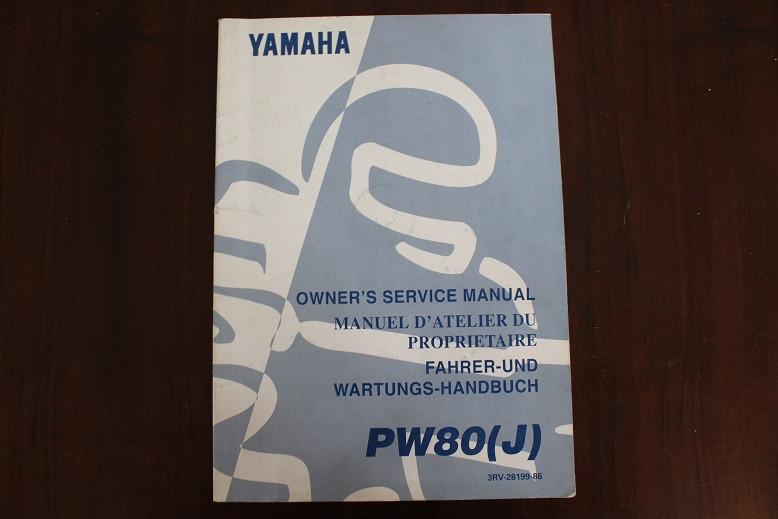 YAMAHA
OWNER'S SERVICE MANUAL
MANUEL D'ATELIER DU
PROPRIETAIRE
FAHRER-UND
WARTUNGS-HANDBUCH
PW80(J)
3RV-28199-86